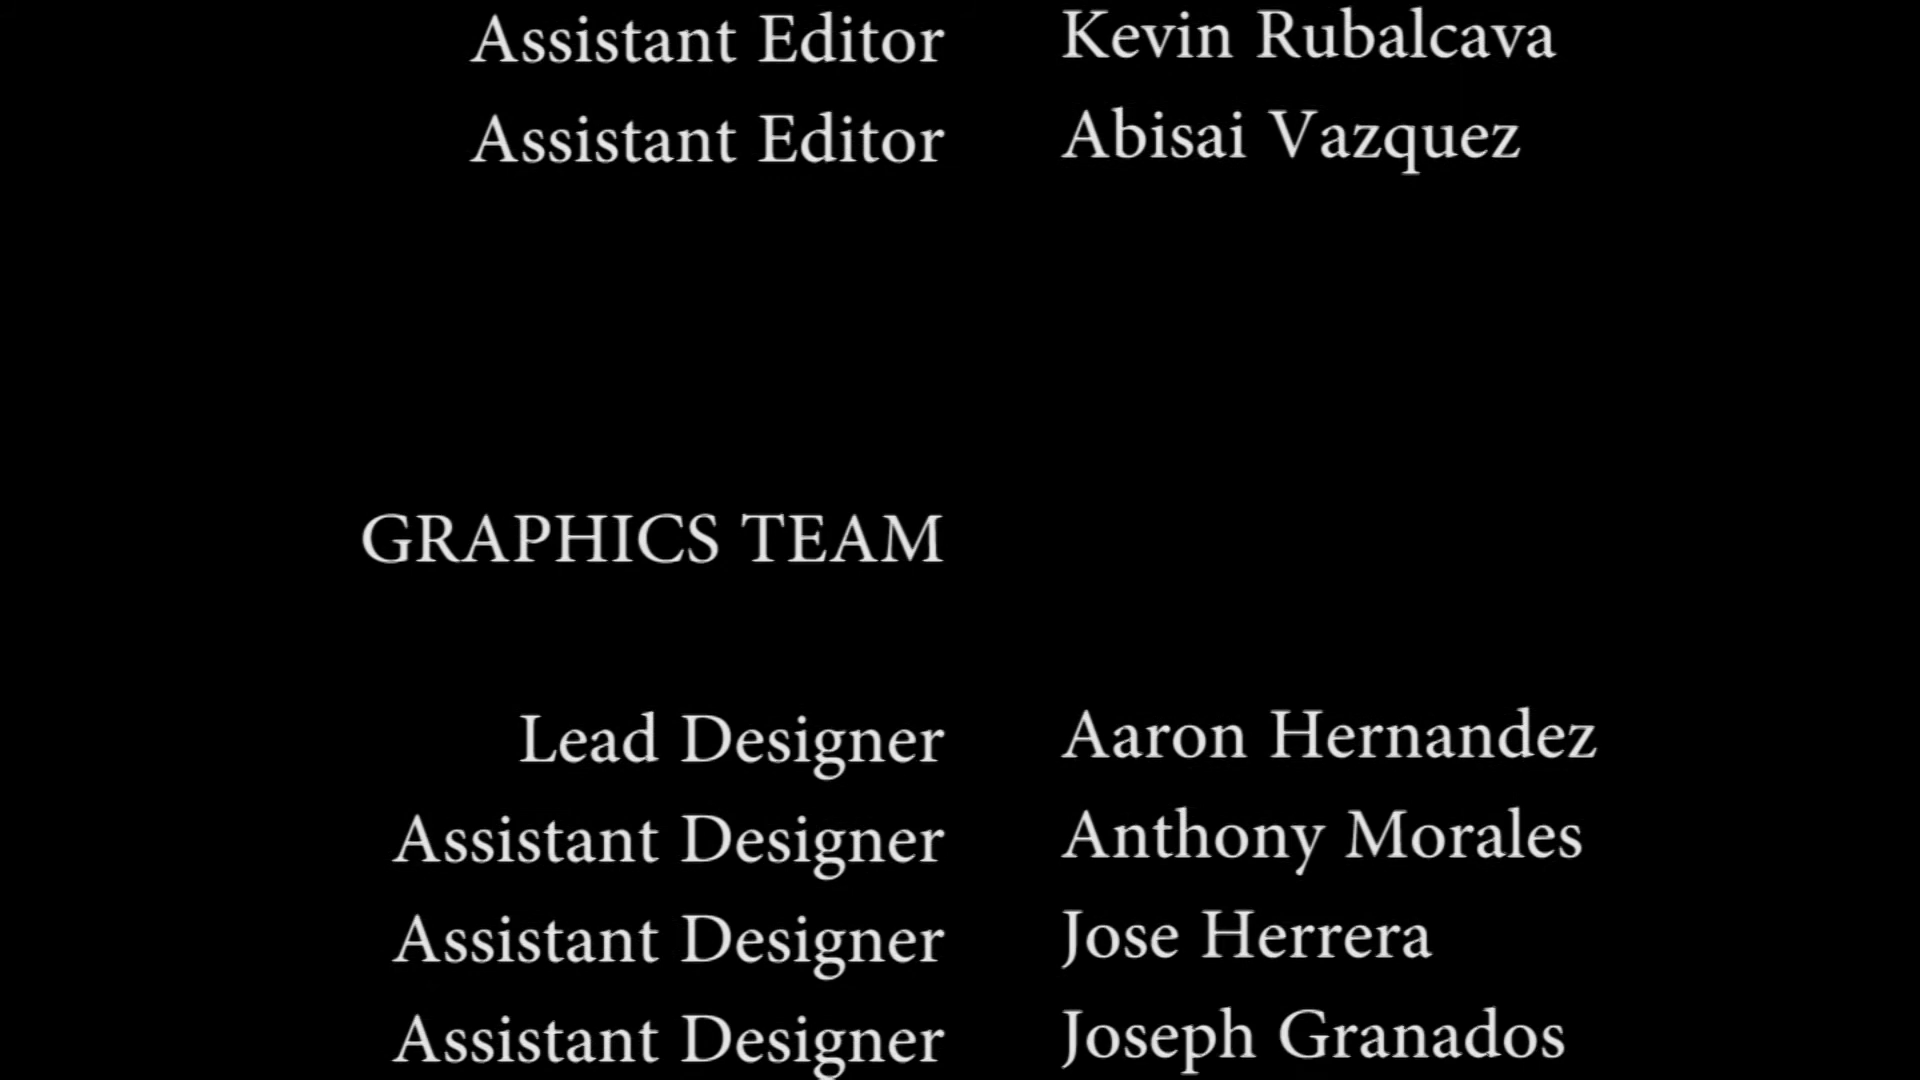 Assistant Editor Kevin Rubalcava
Assistant Editor Abisai Vazquez
GRAPHICS TEAM
Lead Designer Aaron Hernandez
Assistant Designer Anthony Morales
Assistant Designer Jose Herrera
Assistant Designer Joseph Granados